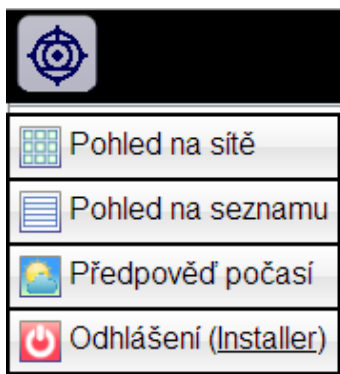 Pohled na sítě
Pohled na seznamu
Předpověď počasí
Odhlášení (Installer)